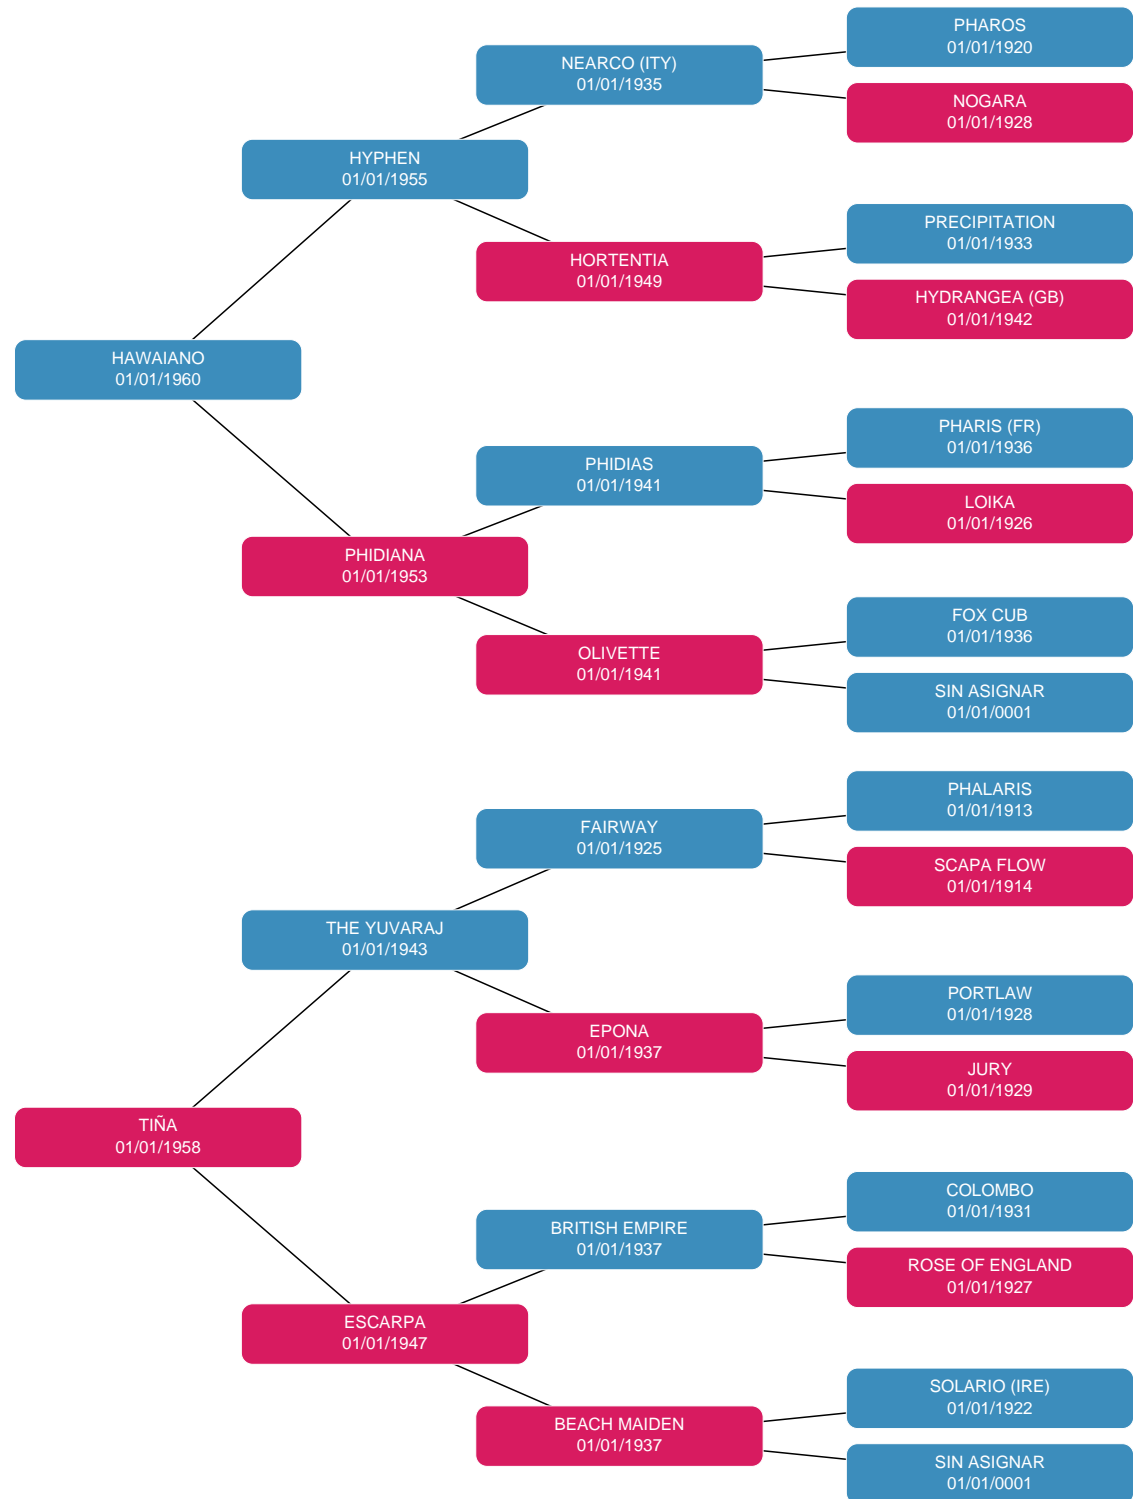 PHAROS
01/01/1920
NEARCO (ITY)
01/01/1935
NOGARA
01/01/1928
HYPHEN
01/01/1955
PRECIPITATION
01/01/1933
HORTENTIA
01/01/1949
HYDRANGEA (GB)
01/01/1942
HAWAIANO
01/01/1960
PHARIS (FR)
01/01/1936
PHIDIAS
01/01/1941
LOIKA
01/01/1926
PHIDIANA
01/01/1953
FOX CUB
01/01/1936
OLIVETTE
01/01/1941
SIN ASIGNAR
01/01/0001
PHALARIS
01/01/1913
FAIRWAY
01/01/1925
SCAPA FLOW
01/01/1914
THE YUVARAJ
01/01/1943
PORTLAW
01/01/1928
EPONA
01/01/1937
JURY
01/01/1929
TIÑA
01/01/1958
COLOMBO
01/01/1931
BRITISH EMPIRE
01/01/1937
ROSE OF ENGLAND
01/01/1927
ESCARPA
01/01/1947
SOLARIO (IRE)
01/01/1922
BEACH MAIDEN
01/01/1937
SIN ASIGNAR
01/01/0001